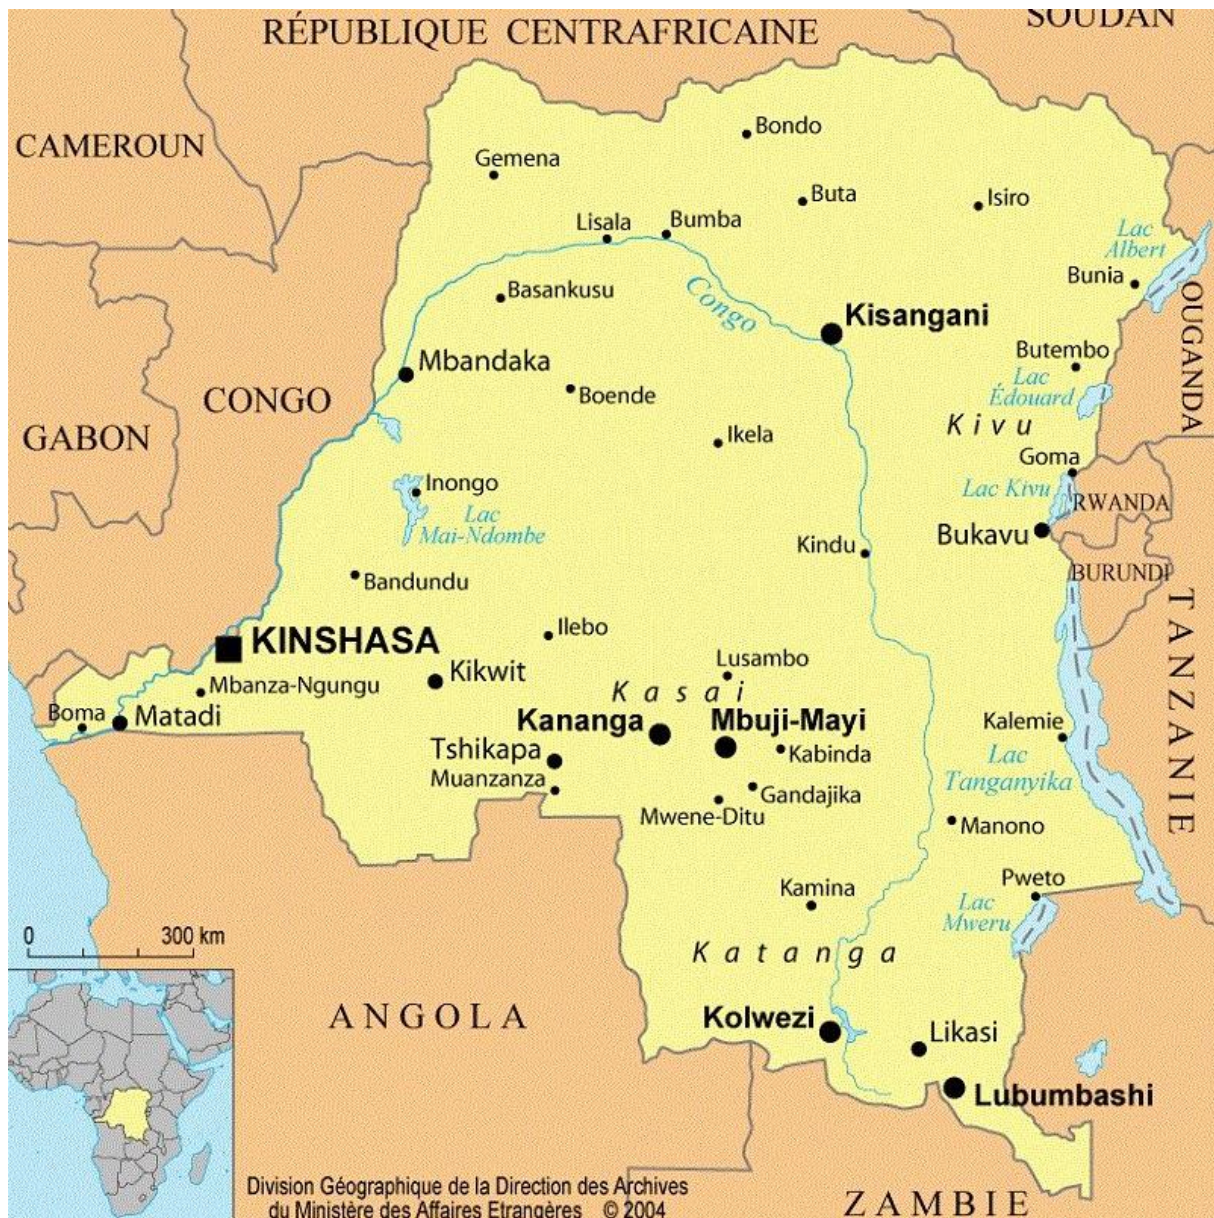 SOUDAN
RÉPUBLIQUE CENTRAFRICAINE
CAMEROUN
Bondo
Gemena
Buta
Isiro
Lisala
Bumba
Lac
Albert
Bunia
Basankusu
Congo
Kisangani
OUGANDA
Butembo
Mbandaka
Lac
Édouard
Boende
CONGO
Kivu
GABON
Ikela
Goma
Inongo
Lac Kivu
RWANDA
Lac
Mai-Ndombe
Bukavu
Kindu
BURUNDI
Bandundu
TANZANIE
Ilebo
KINSHASA
Lusambo
Kikwit
Mbanza-Ngungu
Kasai
Boma
Matadi
Kananga
Mbuji-Mayi
Kalemie
Tshikapa
Kabinda
Lac
Tanganyika
Muanzanza
Gandajika
Mwene-Ditu
Manono
Pweto
Kamina
Lac
Mweru
0 300 km
Katanga
ANGOLA
Kolwezi
Likasi
Lubumbashi
Division Géographique de la Direction des Archives
du Ministère des Affaires Etrangères © 2004
ZAMBIE